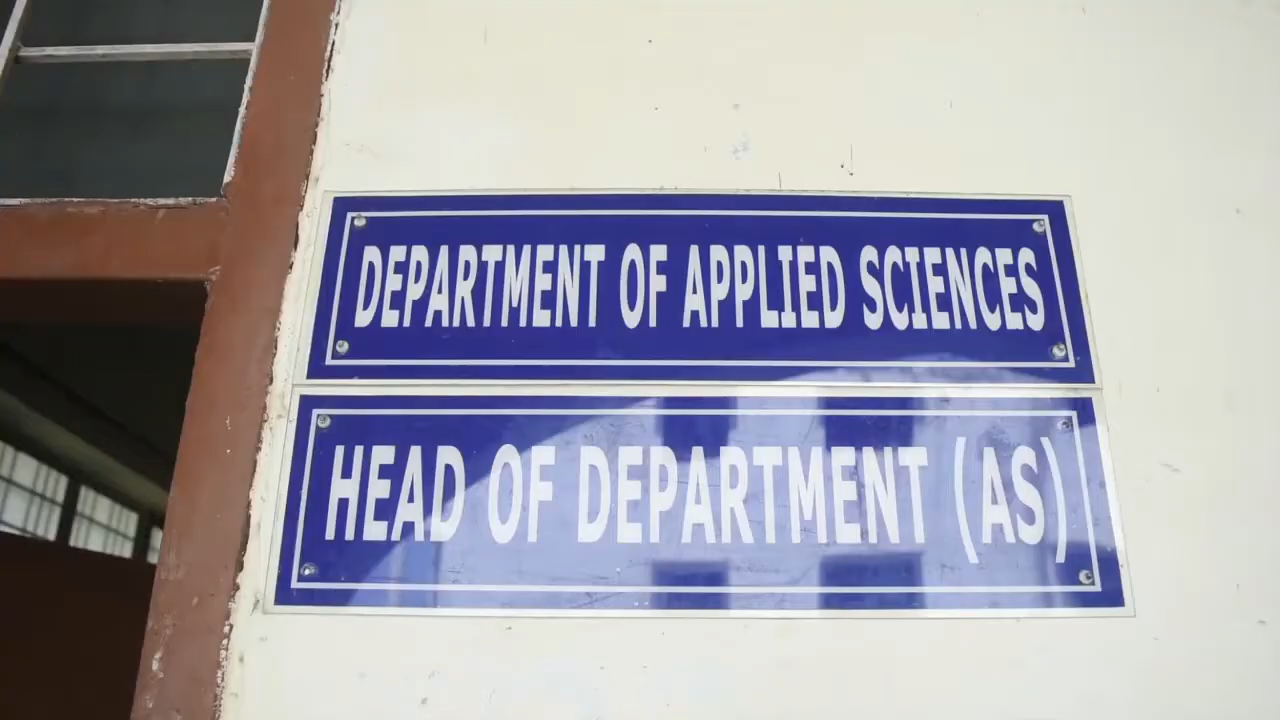 DEPARTMENT OF APPLIED SCIENCES
HEAD OF DEPARTMENT (AS)